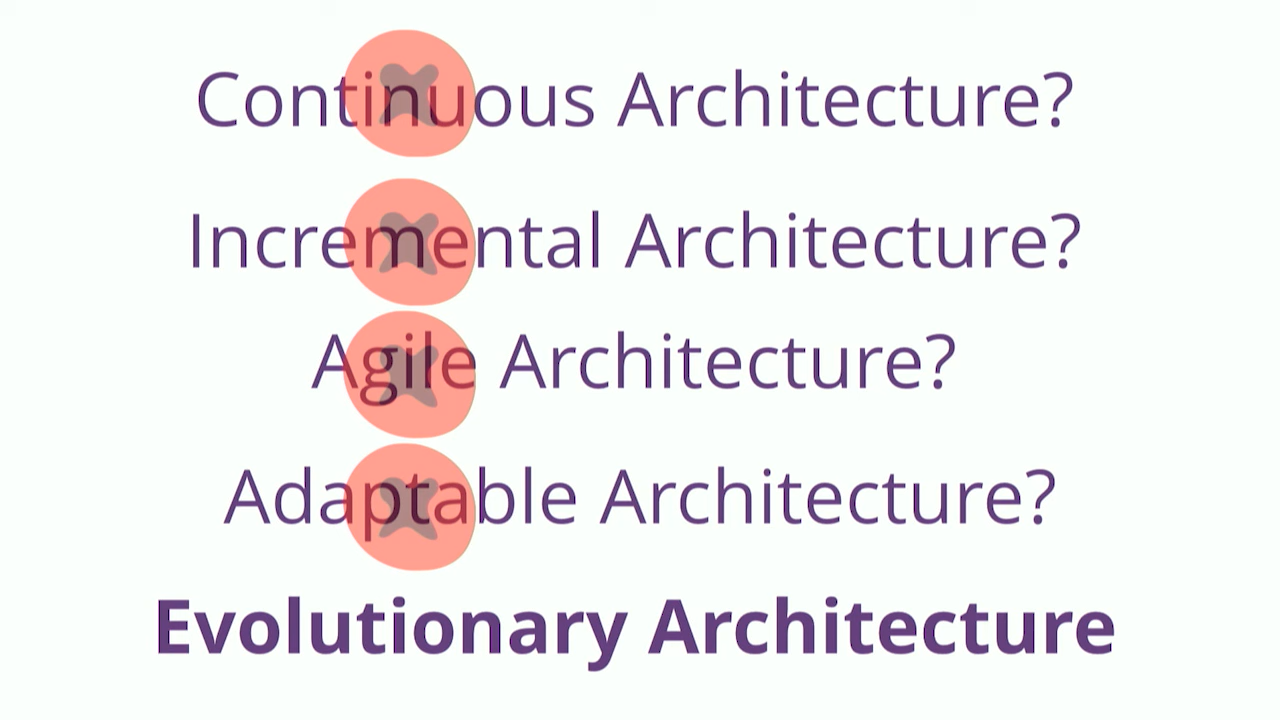 Continuous Architecture?
Incremental Architecture?
Agile Architecture?
Adaptable Architecture?
Evolutionary Architecture